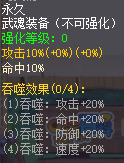 永久
武魂装备（不可强化）
强化等级：0
攻击10%(+0%)(+0%)
命中10%
吞噬效果(0/4)：
(1)吞噬：攻击+20%
(2)吞噬：命中+20%
(3)吞噬：防御+20%
(4)吞噬：速度+20%